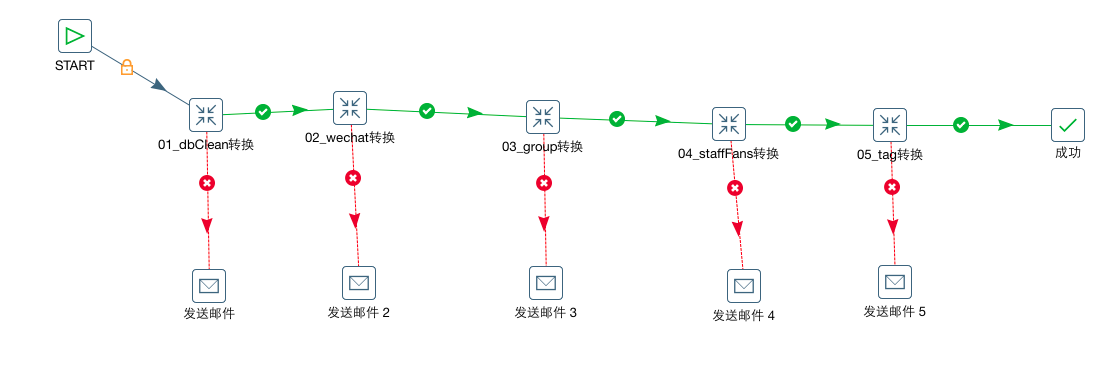 START
01_dbClean转换
02_wechat转换
03_group转换
04_staffFans转换
05_tag转换
成功
发送邮件
发送邮件 2
发送邮件 3
发送邮件 4
发送邮件 5